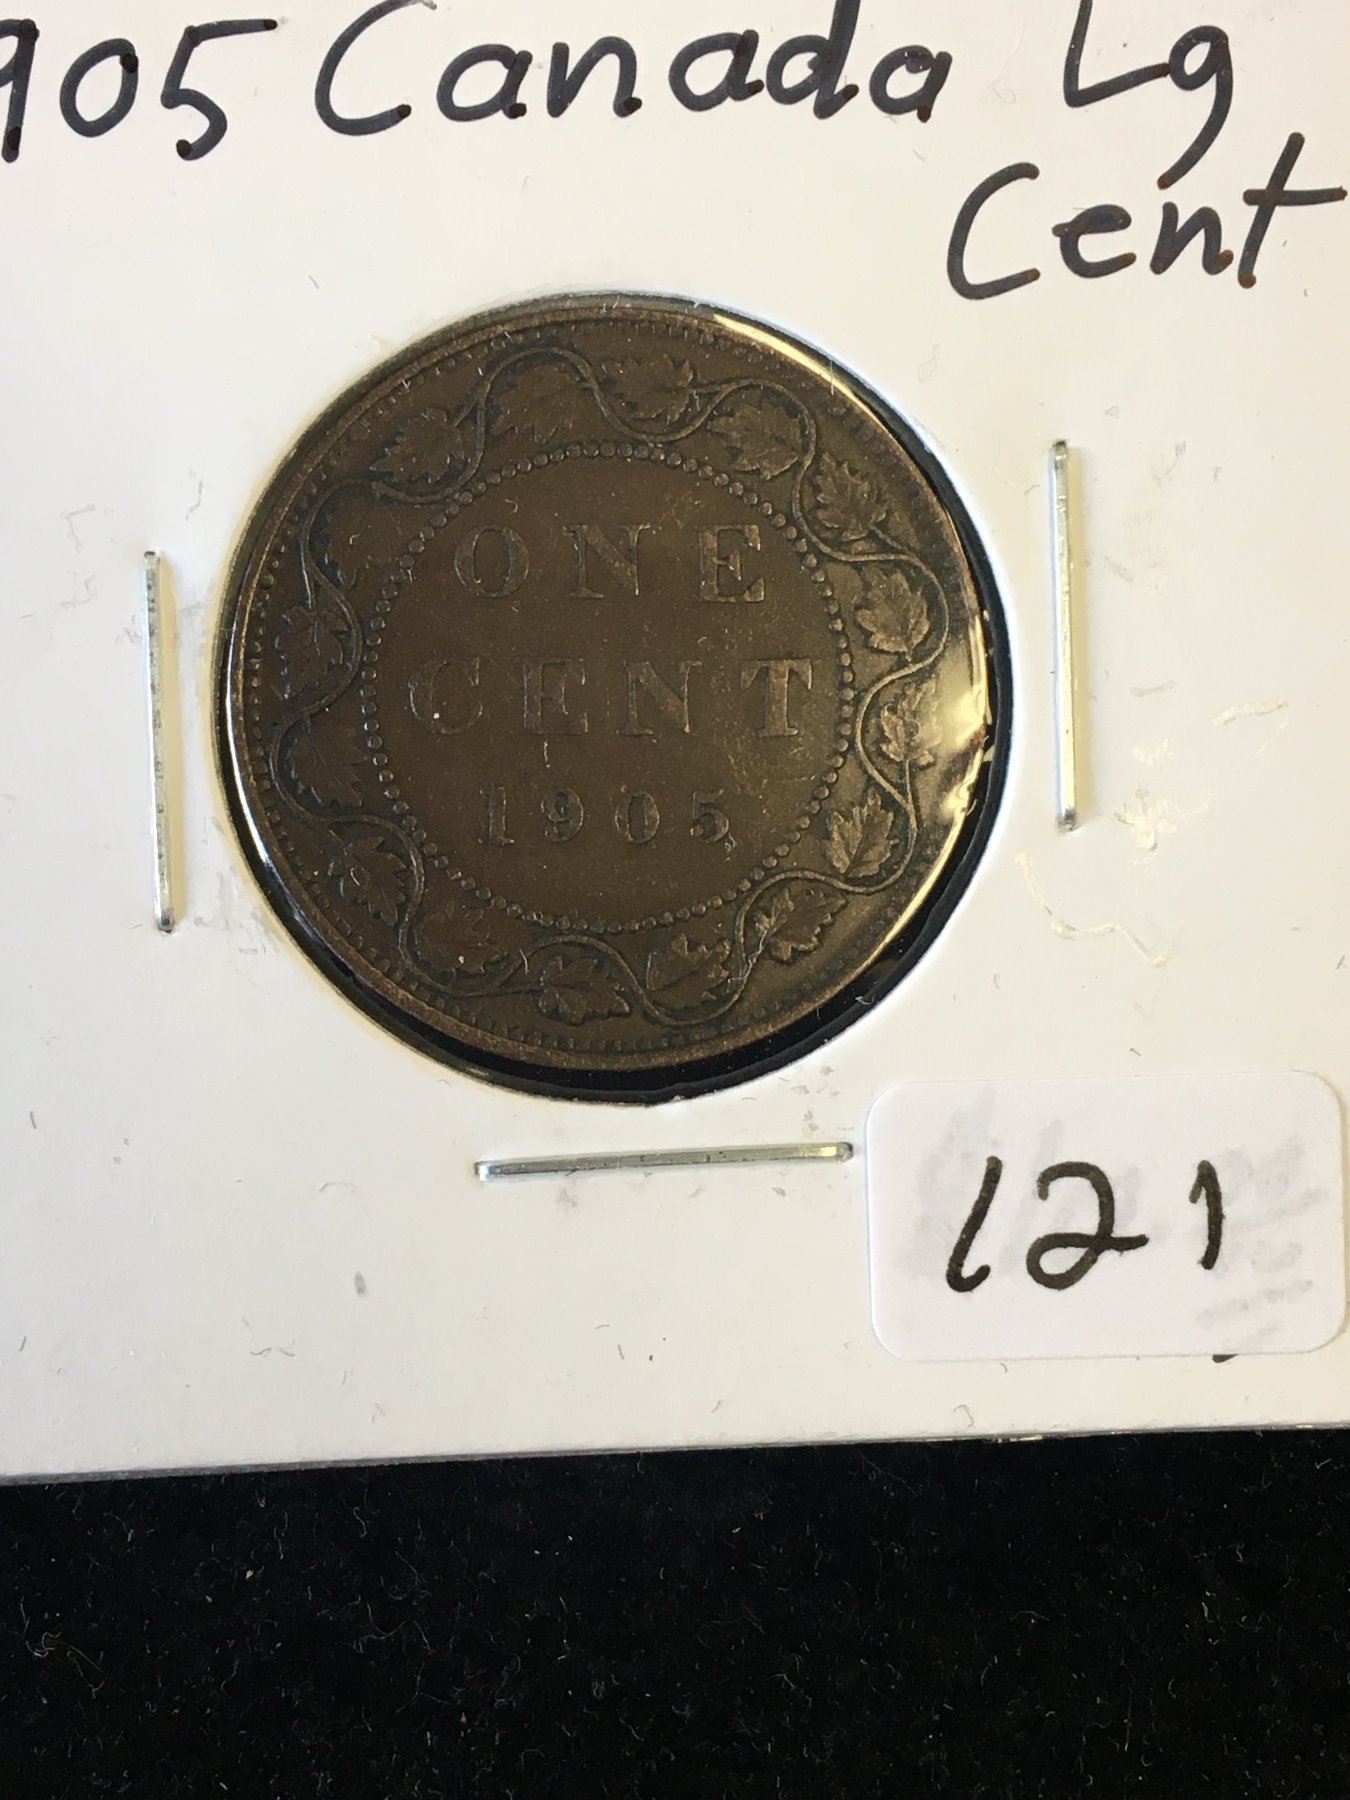 905 Canada Lg
Cent
ONE
CENT
1905
121